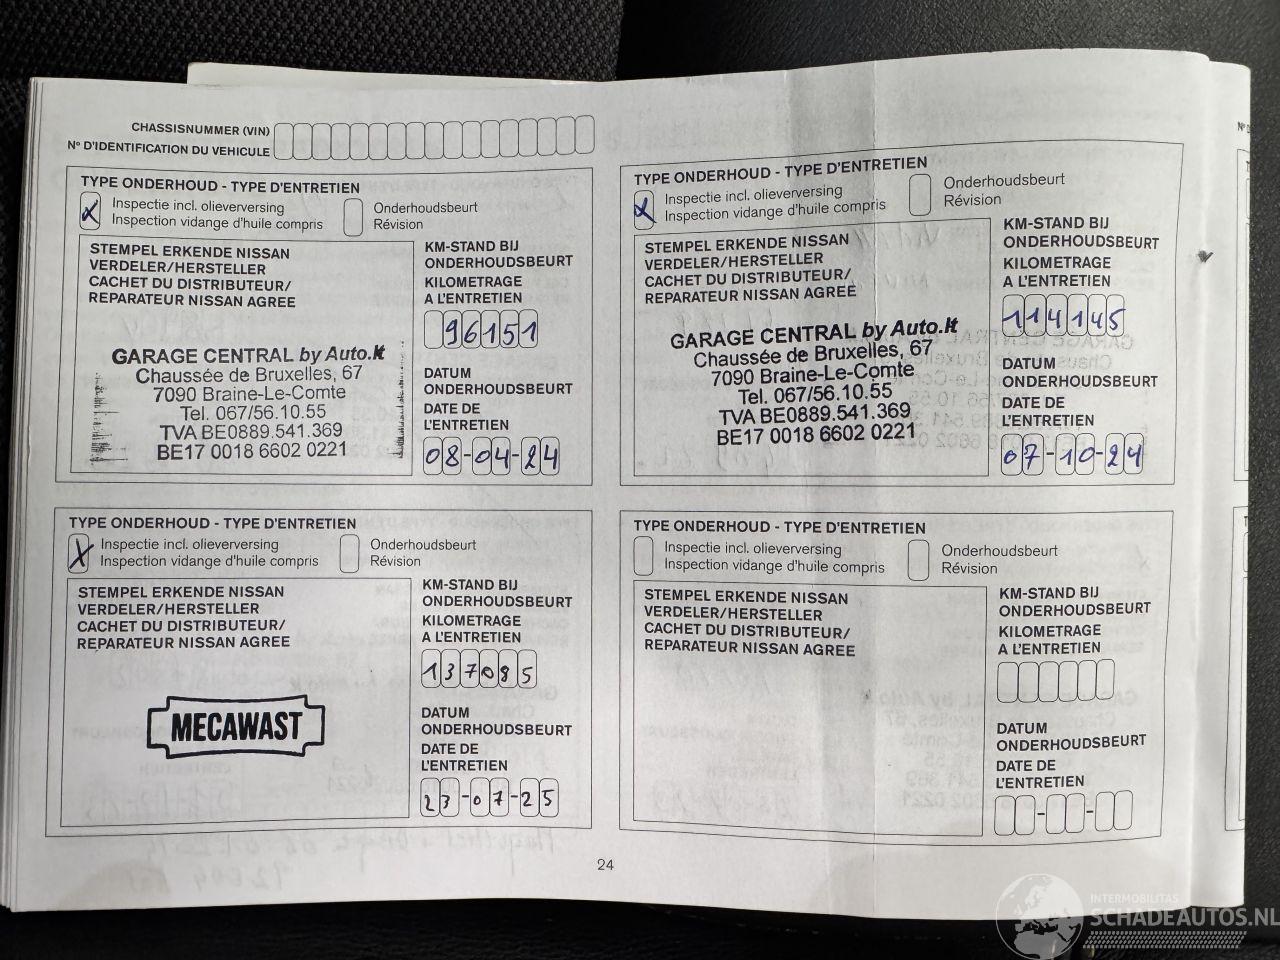 CHASSISNUMMER (VIN)
N° D'IDENTIFICATION DU VEHICULE
TYPE ONDERHOUD - TYPE D'ENTRETIEN
X Inspectie incl. olieverversing
Inspection vidange d'huile compris
Onderhoudsbeurt
Révision
STEMPEL ERKENDE NISSAN
VERDELER/HERSTELLER
CACHET DU DISTRIBUTEUR/
REPARATEUR NISSAN AGREE
KM-STAND BIJ
ONDERHOUDSBEURT
KILOMETRAGE
A L'ENTRETIEN
96151
GARAGE CENTRAL by Auto.lt
Chaussée de Bruxelles, 67
7090 Braine-Le-Comte
Tel. 067/56.10.55
TVA BE0889.541.369
BE17 0018 6602 0221
DATUM
ONDERHOUDSBEURT
DATE DE
L'ENTRETIEN
08-04-24
TYPE ONDERHOUD - TYPE D'ENTRETIEN
X Inspectie incl. olieverversing
Inspection vidange d'huile compris
Onderhoudsbeurt
Révision
STEMPEL ERKENDE NISSAN
VERDELER/HERSTELLER
CACHET DU DISTRIBUTEUR/
REPARATEUR NISSAN AGREE
KM-STAND BIJ
ONDERHOUDSBEURT
KILOMETRAGE
A L'ENTRETIEN
114145
GARAGE CENTRAL by Auto.lt
Chaussée de Bruxelles, 67
7090 Braine-Le-Comte
Tel. 067/56.10.55
TVA BE0889.541.369
BE17 0018 6602 0221
DATUM
ONDERHOUDSBEURT
DATE DE
L'ENTRETIEN
07-10-24
TYPE ONDERHOUD - TYPE D'ENTRETIEN
X Inspectie incl. olieverversing
Inspection vidange d'huile compris
Onderhoudsbeurt
Révision
STEMPEL ERKENDE NISSAN
VERDELER/HERSTELLER
CACHET DU DISTRIBUTEUR/
REPARATEUR NISSAN AGREE
KM-STAND BIJ
ONDERHOUDSBEURT
KILOMETRAGE
A L'ENTRETIEN
137085
MECAWAST
DATUM
ONDERHOUDSBEURT
DATE DE
L'ENTRETIEN
23-07-25
TYPE ONDERHOUD - TYPE D'ENTRETIEN
Inspectie incl. olieverversing
Inspection vidange d'huile compris
Onderhoudsbeurt
Révision
STEMPEL ERKENDE NISSAN
VERDELER/HERSTELLER
CACHET DU DISTRIBUTEUR/
REPARATEUR NISSAN AGREE
KM-STAND BIJ
ONDERHOUDSBEURT
KILOMETRAGE
A L'ENTRETIEN
DATUM
ONDERHOUDSBEURT
DATE DE
L'ENTRETIEN
24
INTERMOBILITAS
SCHADEAUTOS.NL